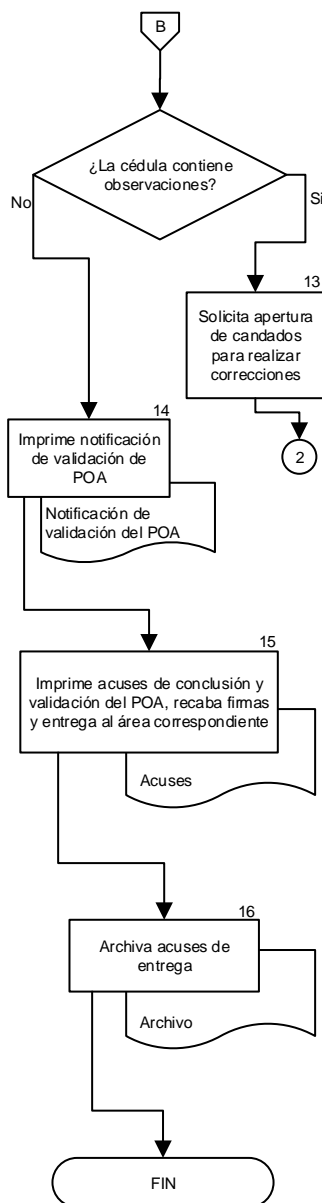 B
¿La cédula contiene
observaciones?
No
Si
13
Solicita apertura
de candados
para realizar
correcciones
2
14
Imprime notificación
de validación de
POA
Notificación de
validación del POA
15
Imprime acuses de conclusión y
validación del POA, recaba firmas
y entrega al área correspondiente
Acuses
16
Archiva acuses de
entrega
Archivo
FIN